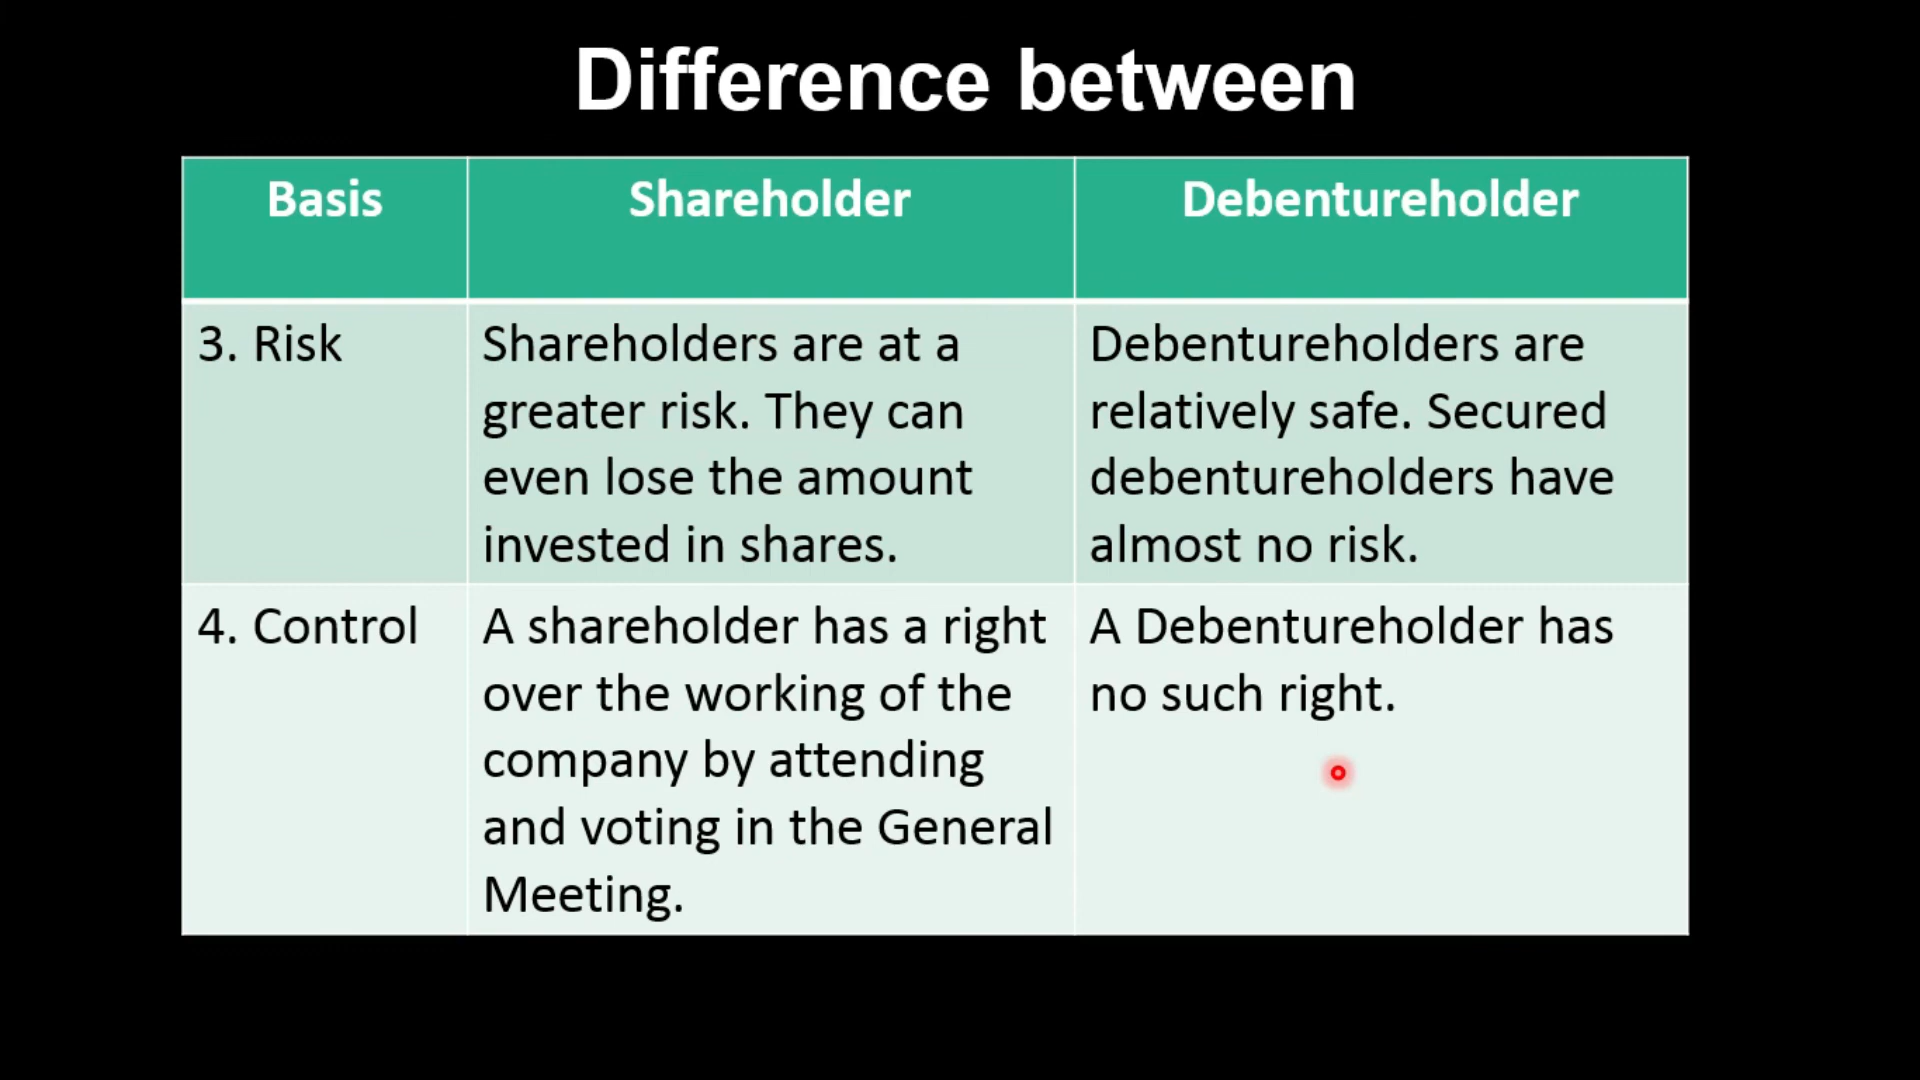 Difference between
Basis
Shareholder
Debentureholder
3. Risk
Shareholders are at a
greater risk. They can
even lose the amount
invested in shares.
Debentureholders are
relatively safe. Secured
debentureholders have
almost no risk.
4. Control
A shareholder has a right
over the working of the
company by attending
and voting in the General
Meeting.
A Debentureholder has
no such right.